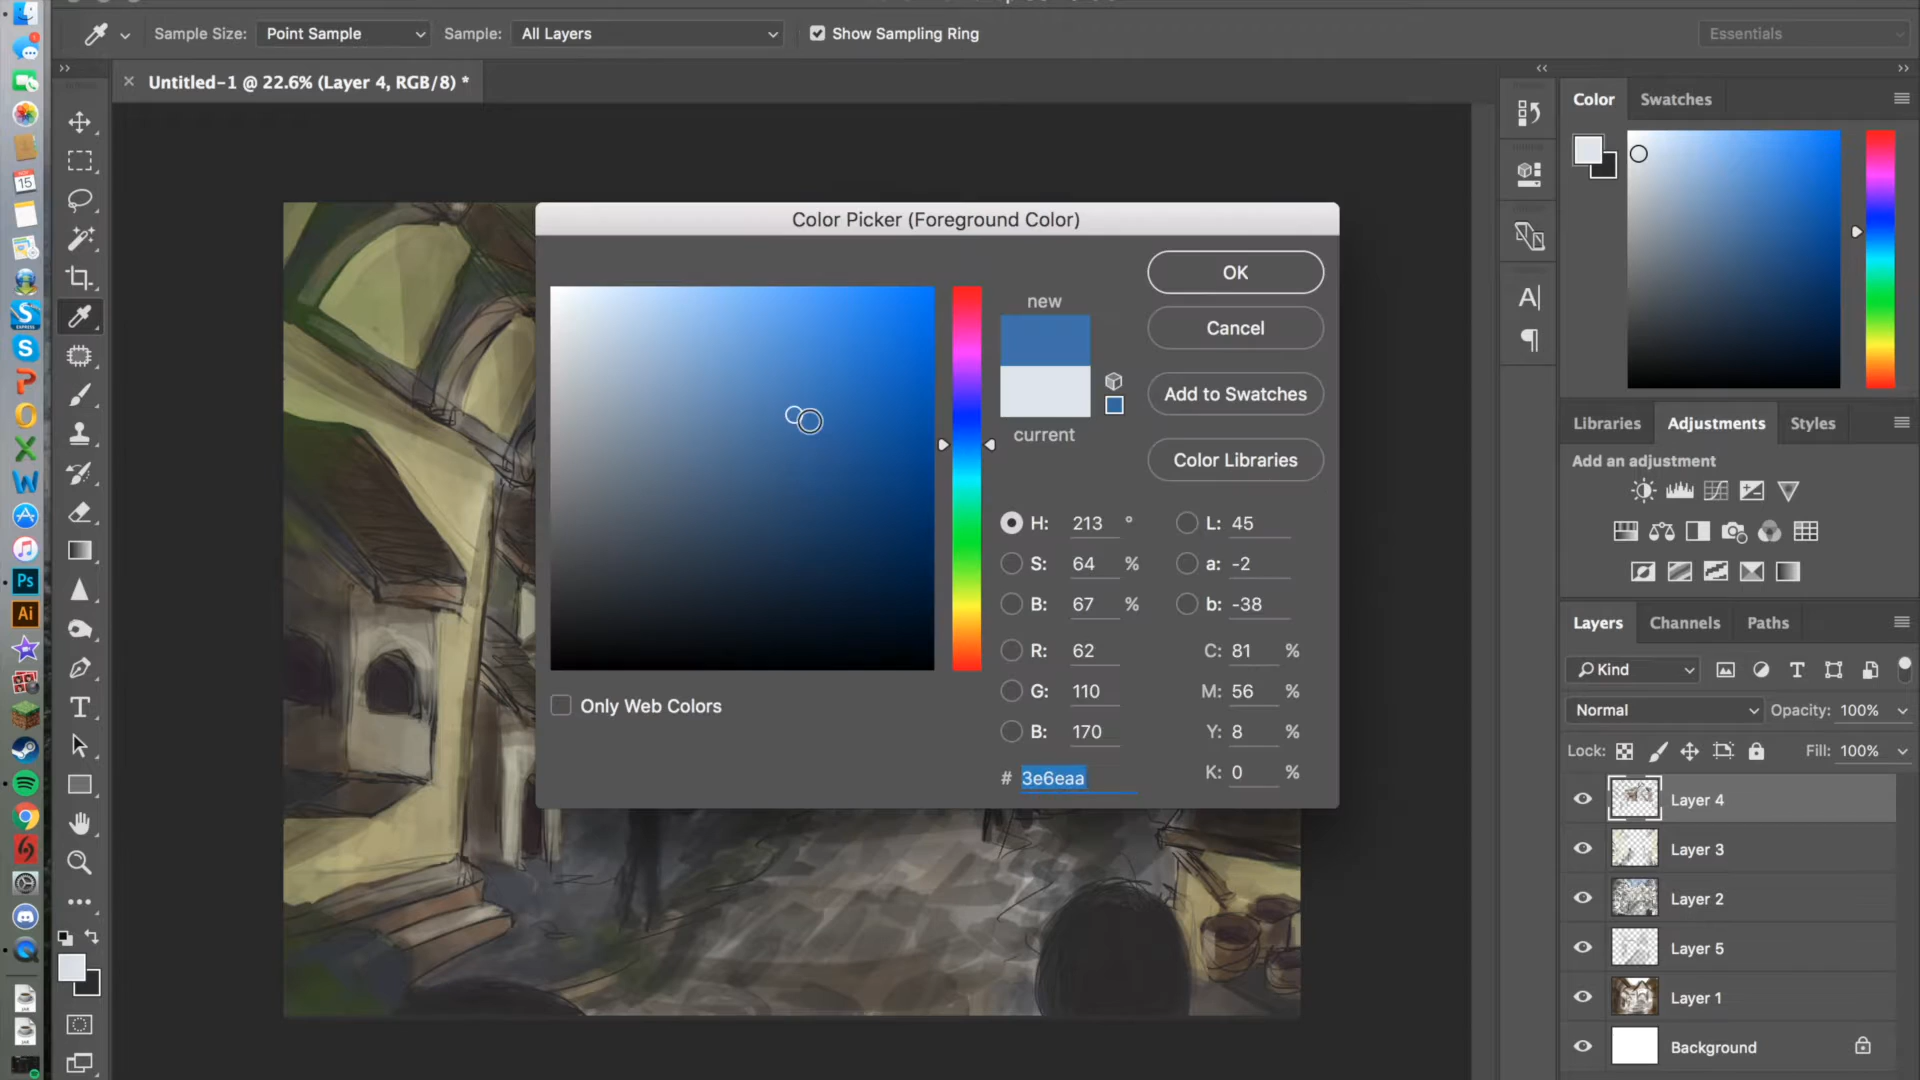 Sample Size: Point Sample Sample: All Layers Show Sampling Ring Essentials
Untitled-1 @ 22.6% (Layer 4, RGB/8) *
Color Swatches
Color Picker (Foreground Color)
new
current
OK
Cancel
Add to Swatches
Color Libraries
H: 213 ° L: 45
S: 64 % a: -2
B: 67 % b: -38
R: 62 C: 81 %
G: 110 M: 56 %
B: 170 Y: 8 %
# 3e6eaa K: 0 %
Only Web Colors
Libraries Adjustments Styles
Add an adjustment
Layers Channels Paths
Kind
Normal Opacity: 100%
Lock: Fill: 100%
Layer 4
Layer 3
Layer 2
Layer 5
Layer 1
Background
15
Ps
Ai